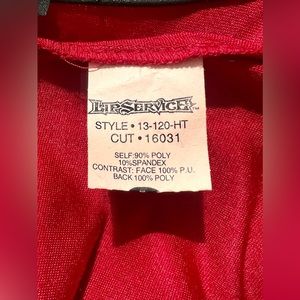 LIP SERVICE
STYLE • 13-120-HT
CUT • 16031
SELF:90% POLY
10%SPANDEX
CONTRAST: FACE 100% P.U.
BACK 100% POLY